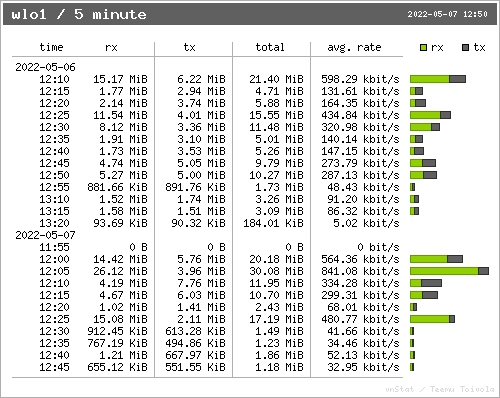 wlo1 / 5 minute 2022-05-07 12:50
time rx tx total avg. rate rx tx
2022-05-06
12:10 15.17 MiB 6.22 MiB 21.40 MiB 598.29 kbit/s
12:15 1.77 MiB 2.94 MiB 4.71 MiB 131.61 kbit/s
12:20 2.14 MiB 3.74 MiB 5.88 MiB 164.35 kbit/s
12:25 11.54 MiB 4.01 MiB 15.55 MiB 434.84 kbit/s
12:30 8.12 MiB 3.36 MiB 11.48 MiB 320.98 kbit/s
12:35 1.91 MiB 3.10 MiB 5.01 MiB 140.14 kbit/s
12:40 1.73 MiB 3.53 MiB 5.26 MiB 147.15 kbit/s
12:45 4.74 MiB 5.05 MiB 9.79 MiB 273.79 kbit/s
12:50 5.27 MiB 5.00 MiB 10.27 MiB 287.13 kbit/s
12:55 881.66 KiB 891.76 KiB 1.73 MiB 48.43 kbit/s
13:10 1.52 MiB 1.74 MiB 3.26 MiB 91.20 kbit/s
13:15 1.58 MiB 1.51 MiB 3.09 MiB 86.32 kbit/s
13:20 93.69 KiB 90.32 KiB 184.01 KiB 5.02 kbit/s
2022-05-07
11:55 0 B 0 B 0 B 0 bit/s
12:00 14.42 MiB 5.76 MiB 20.18 MiB 564.36 kbit/s
12:05 26.12 MiB 3.96 MiB 30.08 MiB 841.08 kbit/s
12:10 4.19 MiB 7.76 MiB 11.95 MiB 334.28 kbit/s
12:15 4.67 MiB 6.03 MiB 10.70 MiB 299.31 kbit/s
12:20 1.02 MiB 1.41 MiB 2.43 MiB 68.01 kbit/s
12:25 15.08 MiB 2.11 MiB 17.19 MiB 480.77 kbit/s
12:30 912.45 KiB 613.28 KiB 1.49 MiB 41.66 kbit/s
12:35 767.19 KiB 494.86 KiB 1.23 MiB 34.46 kbit/s
12:40 1.21 MiB 667.97 KiB 1.86 MiB 52.13 kbit/s
12:45 655.12 KiB 551.55 KiB 1.18 MiB 32.95 kbit/s
vnStat / Teemu Toivola